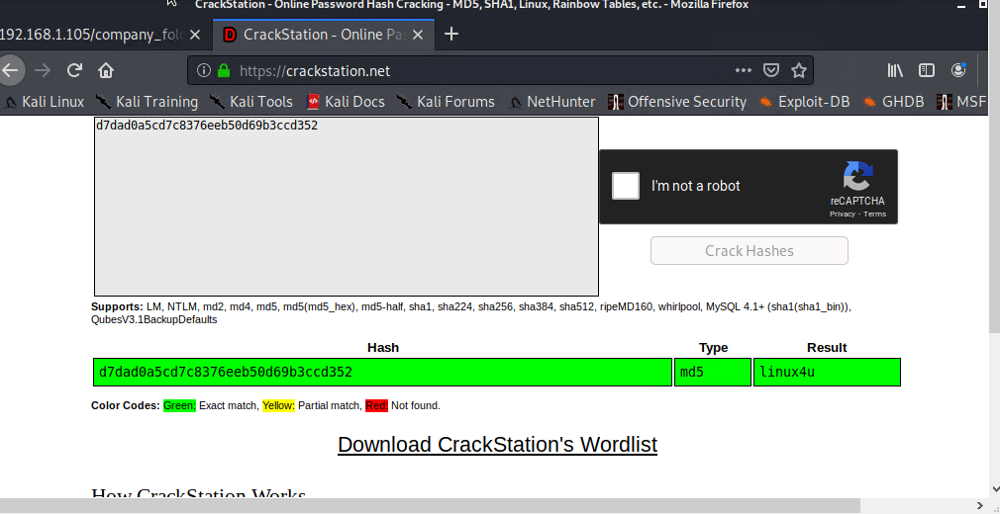 CrackStation - Online Password Hash Cracking - MD5, SHA1, Linux, Rainbow Tables, etc. - Mozilla Firefox
192.168.1.105/company_fol
CrackStation - Online Pas
https://crackstation.net
Kali Linux Kali Training Kali Tools Kali Docs Kali Forums NetHunter Offensive Security Exploit-DB GHDB MSF
d7dad0a5cd7c8376eeb50d69b3ccd352
I'm not a robot
reCAPTCHA
Privacy - Terms
Crack Hashes
Supports: LM, NTLM, md2, md4, md5, md5(md5_hex), md5-half, sha1, sha224, sha256, sha384, sha512, ripeMD160, whirlpool, MySQL 4.1+ (sha1(sha1_bin)),
QubesV3.1BackupDefaults
Hash Type Result
d7dad0a5cd7c8376eeb50d69b3ccd352 md5 linux4u
Color Codes: Green: Exact match, Yellow: Partial match, Red: Not found.
Download CrackStation's Wordlist
How CrackStation Works